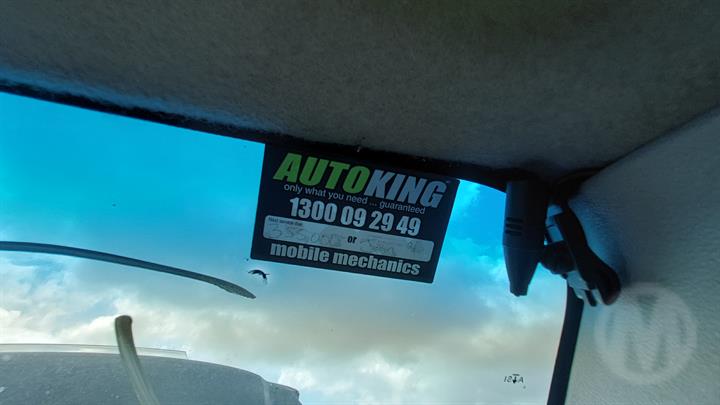 AUTOKING
only what you need ... guaranteed
1300 09 29 49
Next service due
or
mobile mechanics
M